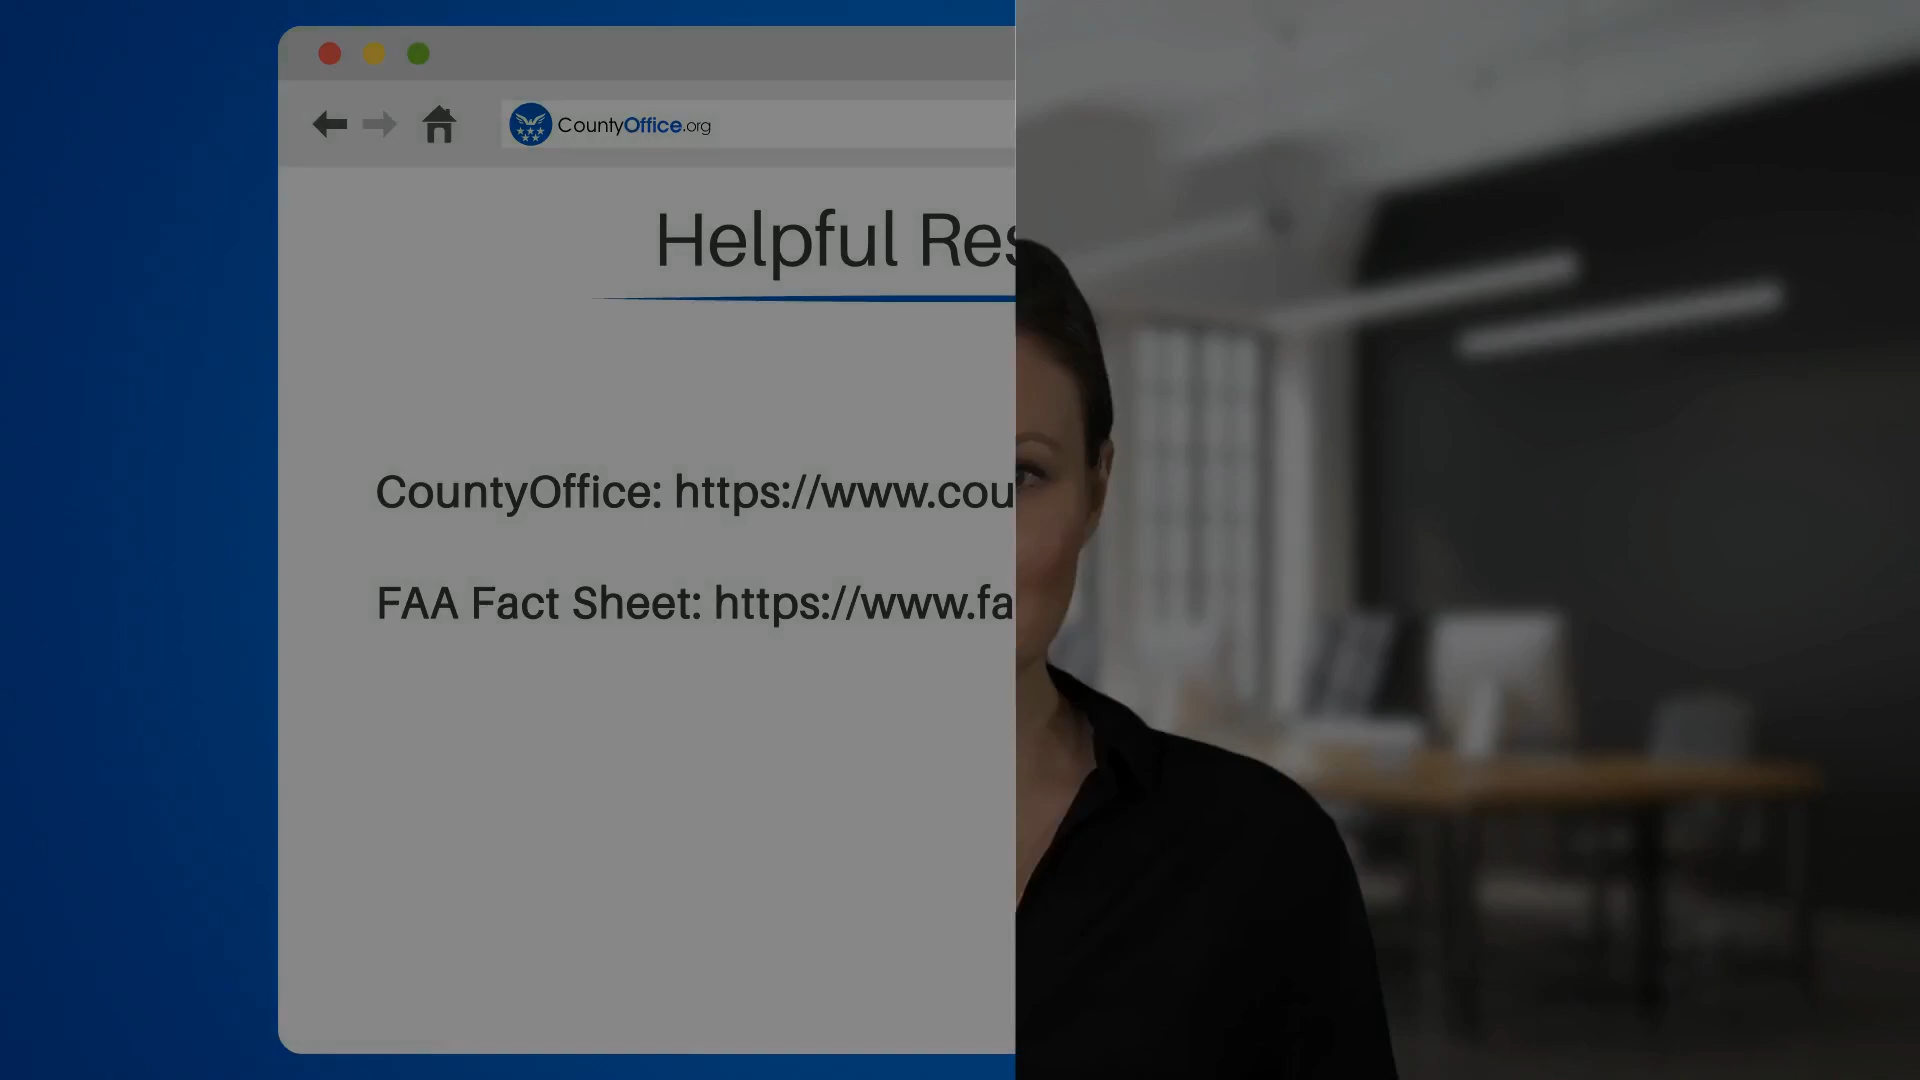 CountyOffice.org
Helpful Res
CountyOffice: https://www.cou
FAA Fact Sheet: https://www.fa